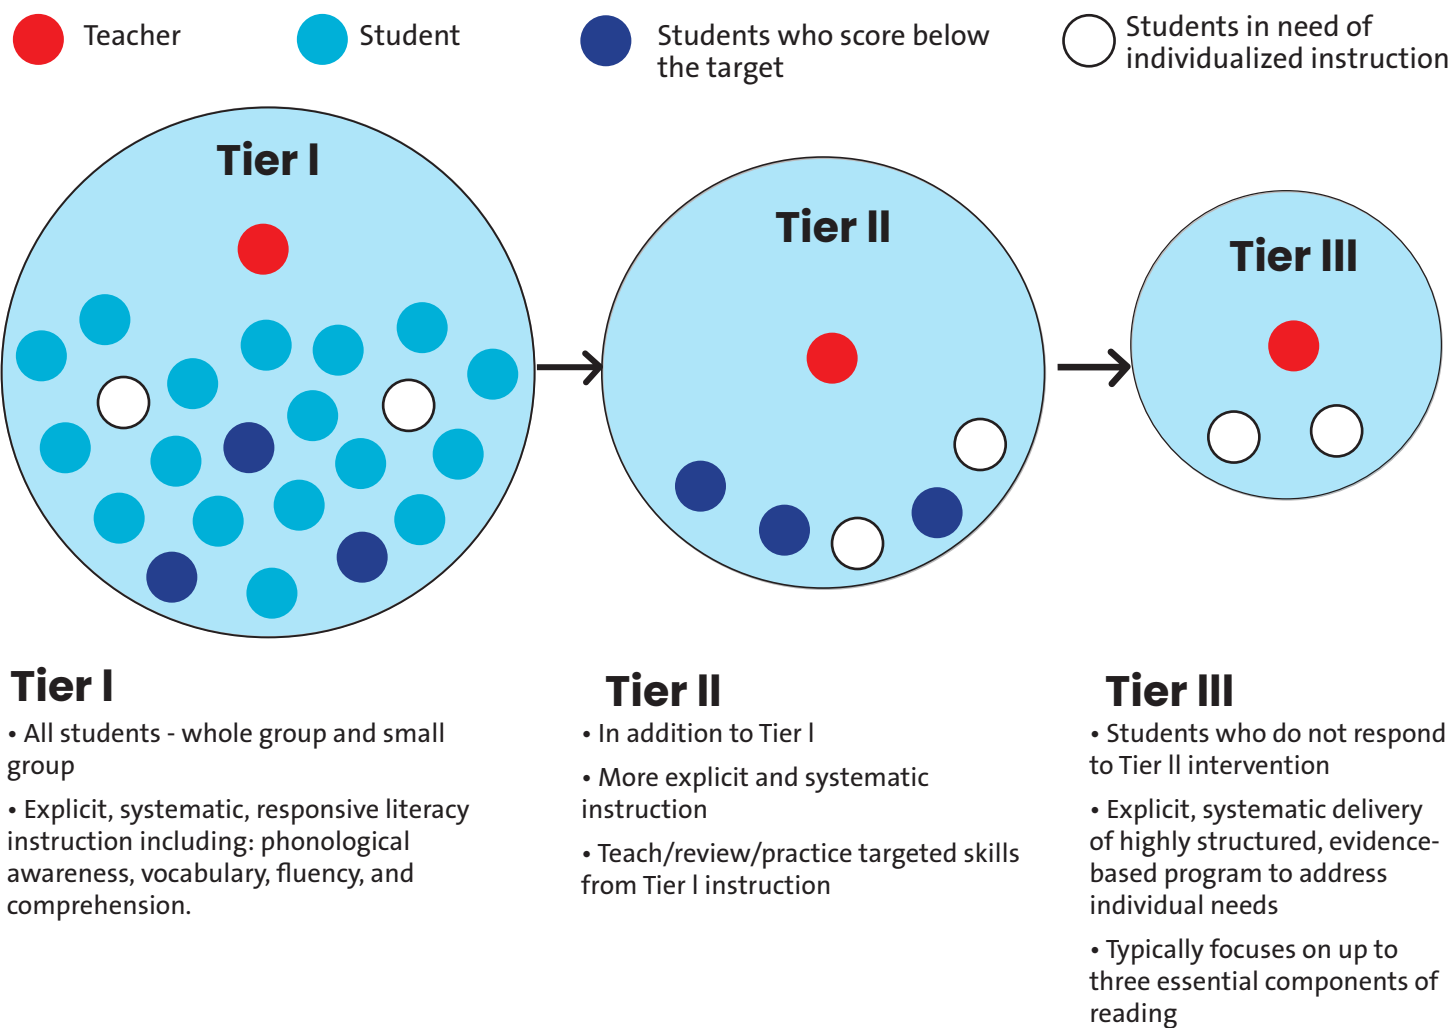 Teacher
Student
Students who score below
the target
Students in need of
individualized instruction
Tier I
Tier II
Tier III
Tier I
• All students - whole group and small
group
• Explicit, systematic, responsive literacy
instruction including: phonological
awareness, vocabulary, fluency, and
comprehension.
Tier II
• In addition to Tier l
• More explicit and systematic
instruction
• Teach/review/practice targeted skills
from Tier l instruction
Tier III
• Students who do not respond
to Tier ll intervention
• Explicit, systematic delivery
of highly structured, evidence-
based program to address
individual needs
• Typically focuses on up to
three essential components of
reading